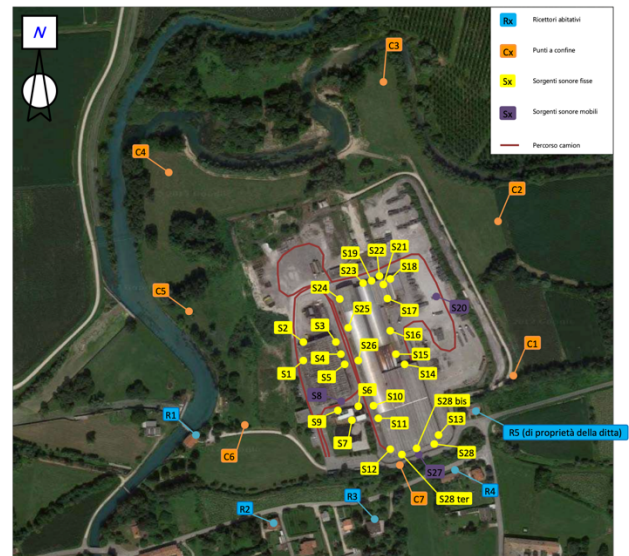 N
Rx Ricettori abitativi
Cx Punti a confine
Sx Sorgenti sonore fisse
Sx Sorgenti sonore mobili
Percorso camion
C3
C4
C2
S19
S22
S21
S23
S18
S24
S17
S20
C5
S25
S2
S3
S16
S4
S26
S15
S1
S5
S14
C1
S8
S6
S10
S28 bis
S9
S11
S13
R5 (di proprietà della ditta)
R1
S7
C6
S12
S28
S27
R4
C7
S28 ter
R3
R2